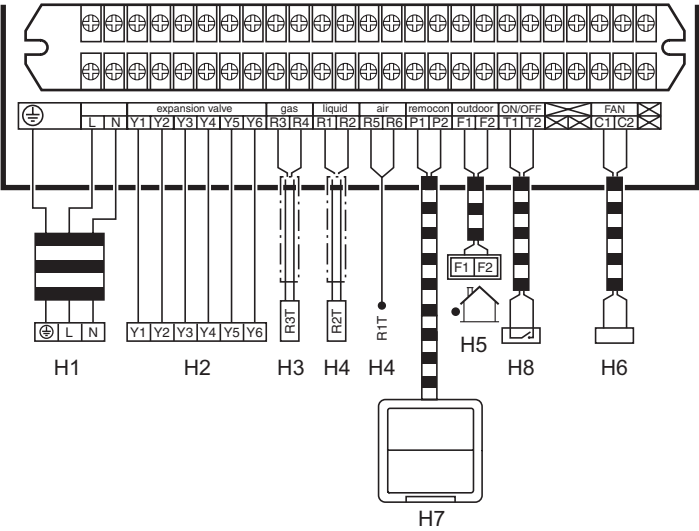 expansion valve gas liquid air remocon outdoor ON/OFF FAN
L N Y1 Y2 Y3 Y4 Y5 Y6 R3 R4 R1 R2 R5 R6 P1 P2 F1 F2 T1 T2 C1 C2
F1 F2
L N Y1 Y2 Y3 Y4 Y5 Y6 R3T R2T R1T
H5
H1 H2 H3 H4 H4 H8 H6
H7